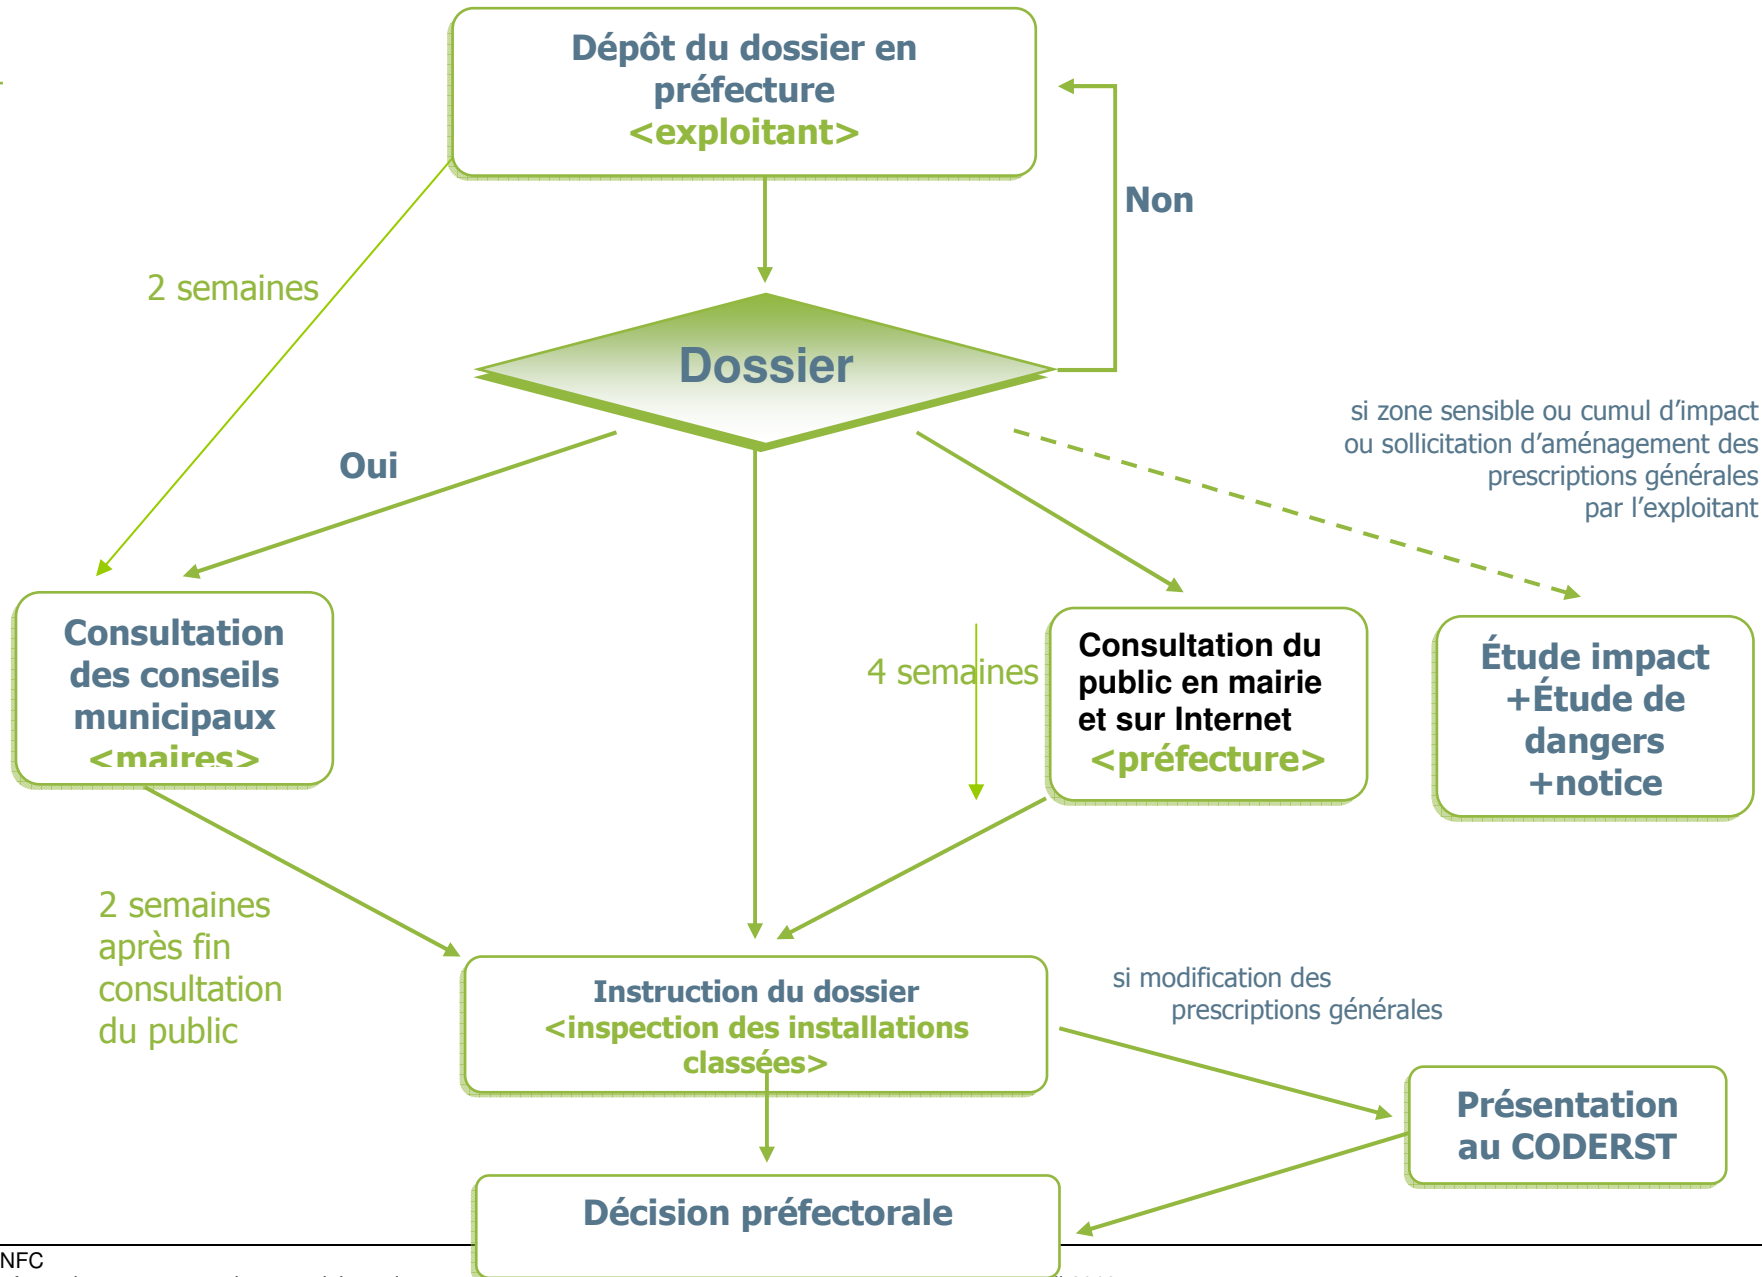 Dépôt du dossier en
préfecture
<exploitant>
Non
2 semaines
Dossier
si zone sensible ou cumul d'impact
ou sollicitation d'aménagement des
prescriptions générales
par l'exploitant
Oui
Consultation
des conseils
municipaux
<maires>
4 semaines
Consultation du
public en mairie
et sur Internet
<préfecture>
Étude impact
+Étude de
dangers
+notice
2 semaines
après fin
consultation
du public
Instruction du dossier
<inspection des installations
classées>
si modification des
prescriptions générales
Présentation
au CODERST
Décision préfectorale
NFC